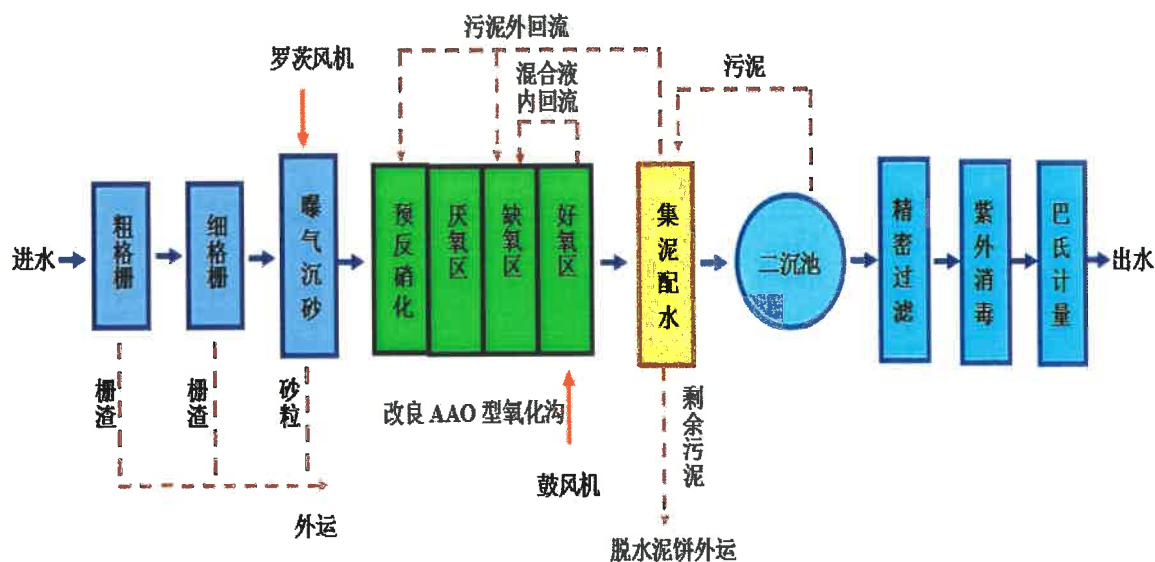 污泥外回流
罗茨风机
混合液
内回流
污泥
进水
粗格栅
细格栅
曝气沉砂
预反硝化
厌氧区
缺氧区
好氧区
集泥配水
二沉池
精密过滤
紫外消毒
巴氏计量
出水
栅渣
栅渣
砂粒
改良 AAO 型氧化沟
剩余污泥
鼓风机
外运
脱水泥饼外运